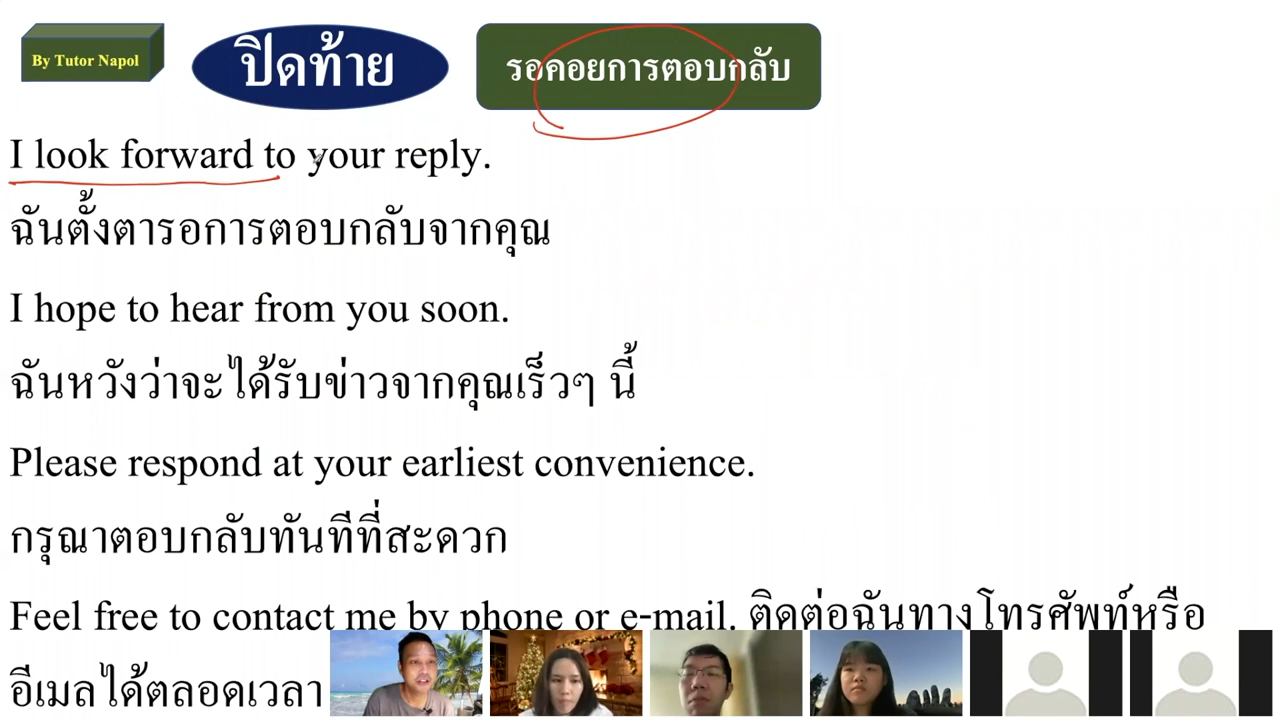 By Tutor Napol
ปิดท้าย
รอคอยการตอบกลับ
I look forward to your reply.
ฉันตั้งตารอการตอบกลับจากคุณ
I hope to hear from you soon.
ฉันหวังว่าจะได้รับข่าวจากคุณเร็วๆ นี้
Please respond at your earliest convenience.
กรุณาตอบกลับทันทีที่สะดวก
Feel free to contact me by phone or e-mail. ติดต่อฉันทางโทรศัพท์หรือ
อีเมลได้ตลอดเวลา